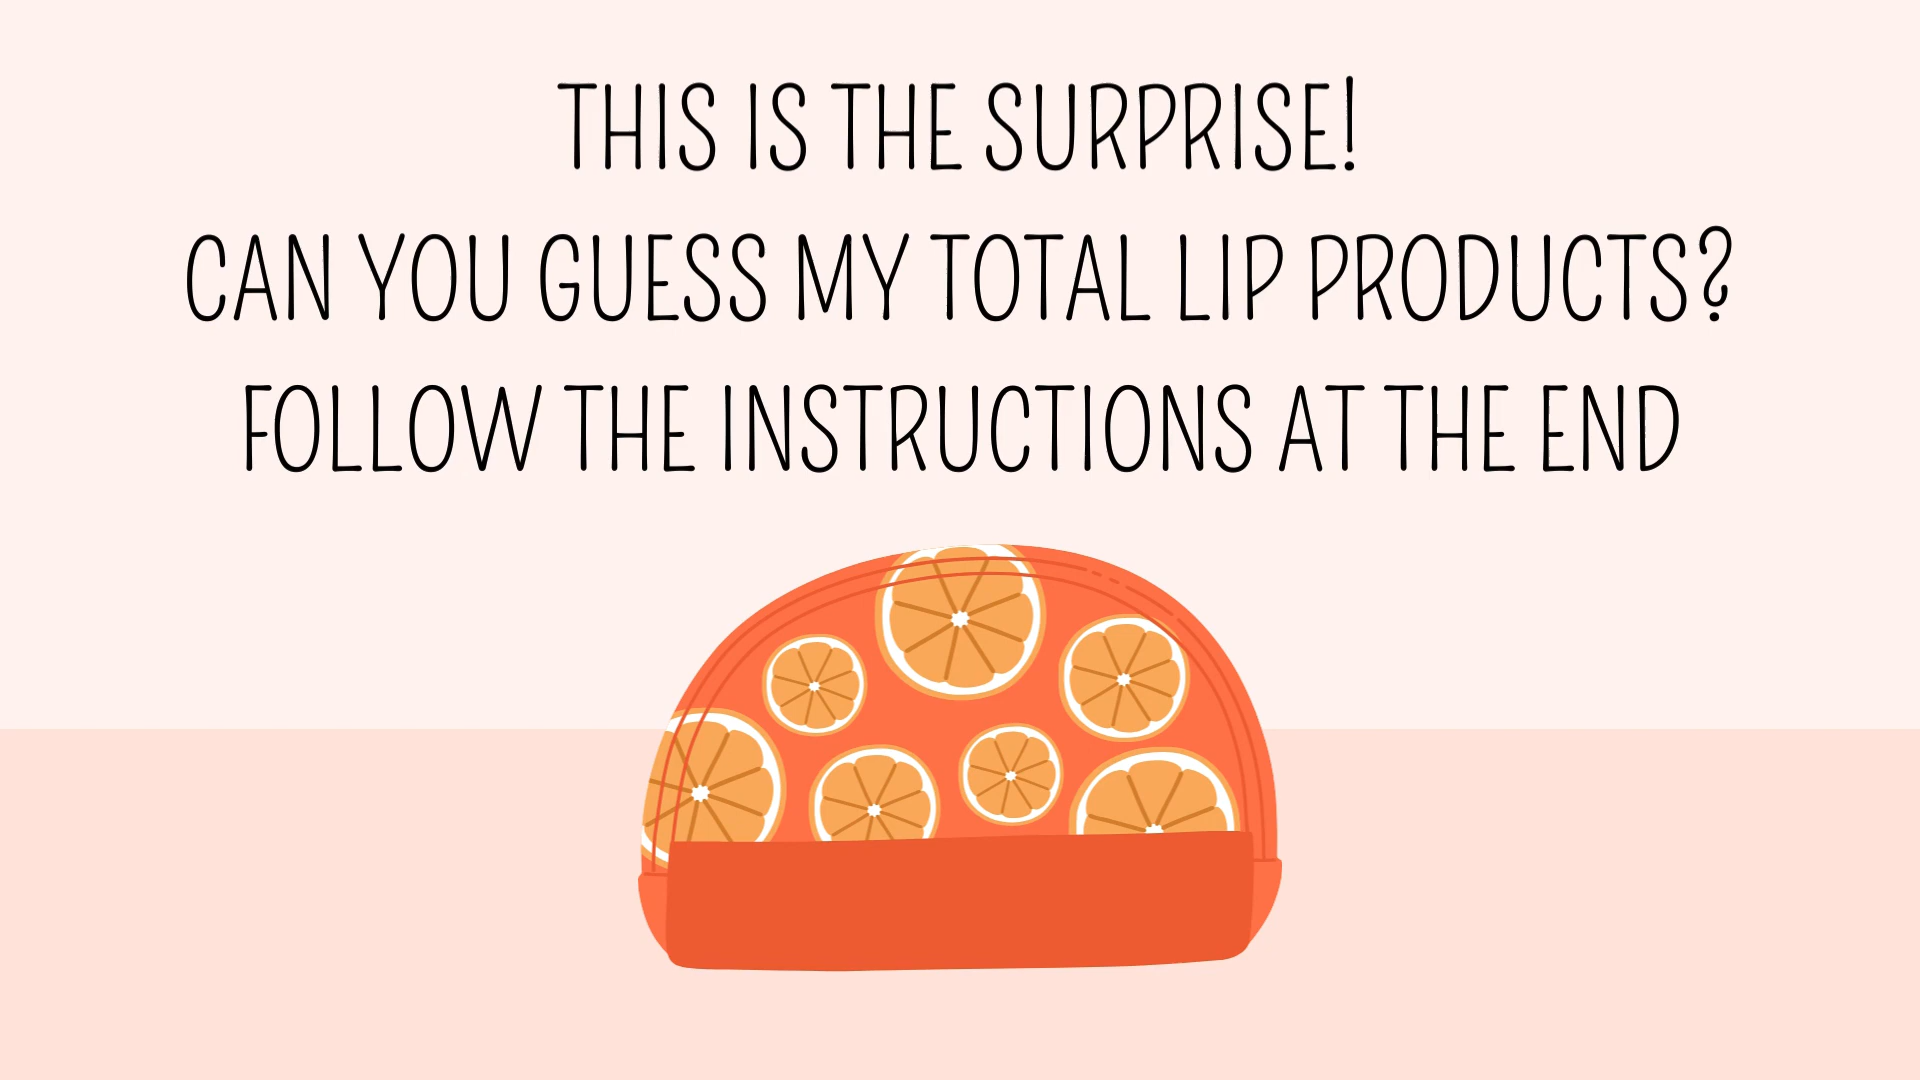 THIS IS THE SURPRISE!
CAN YOU GUESS MY TOTAL LIP PRODUCTS?
FOLLOW THE INSTRUCTIONS AT THE END